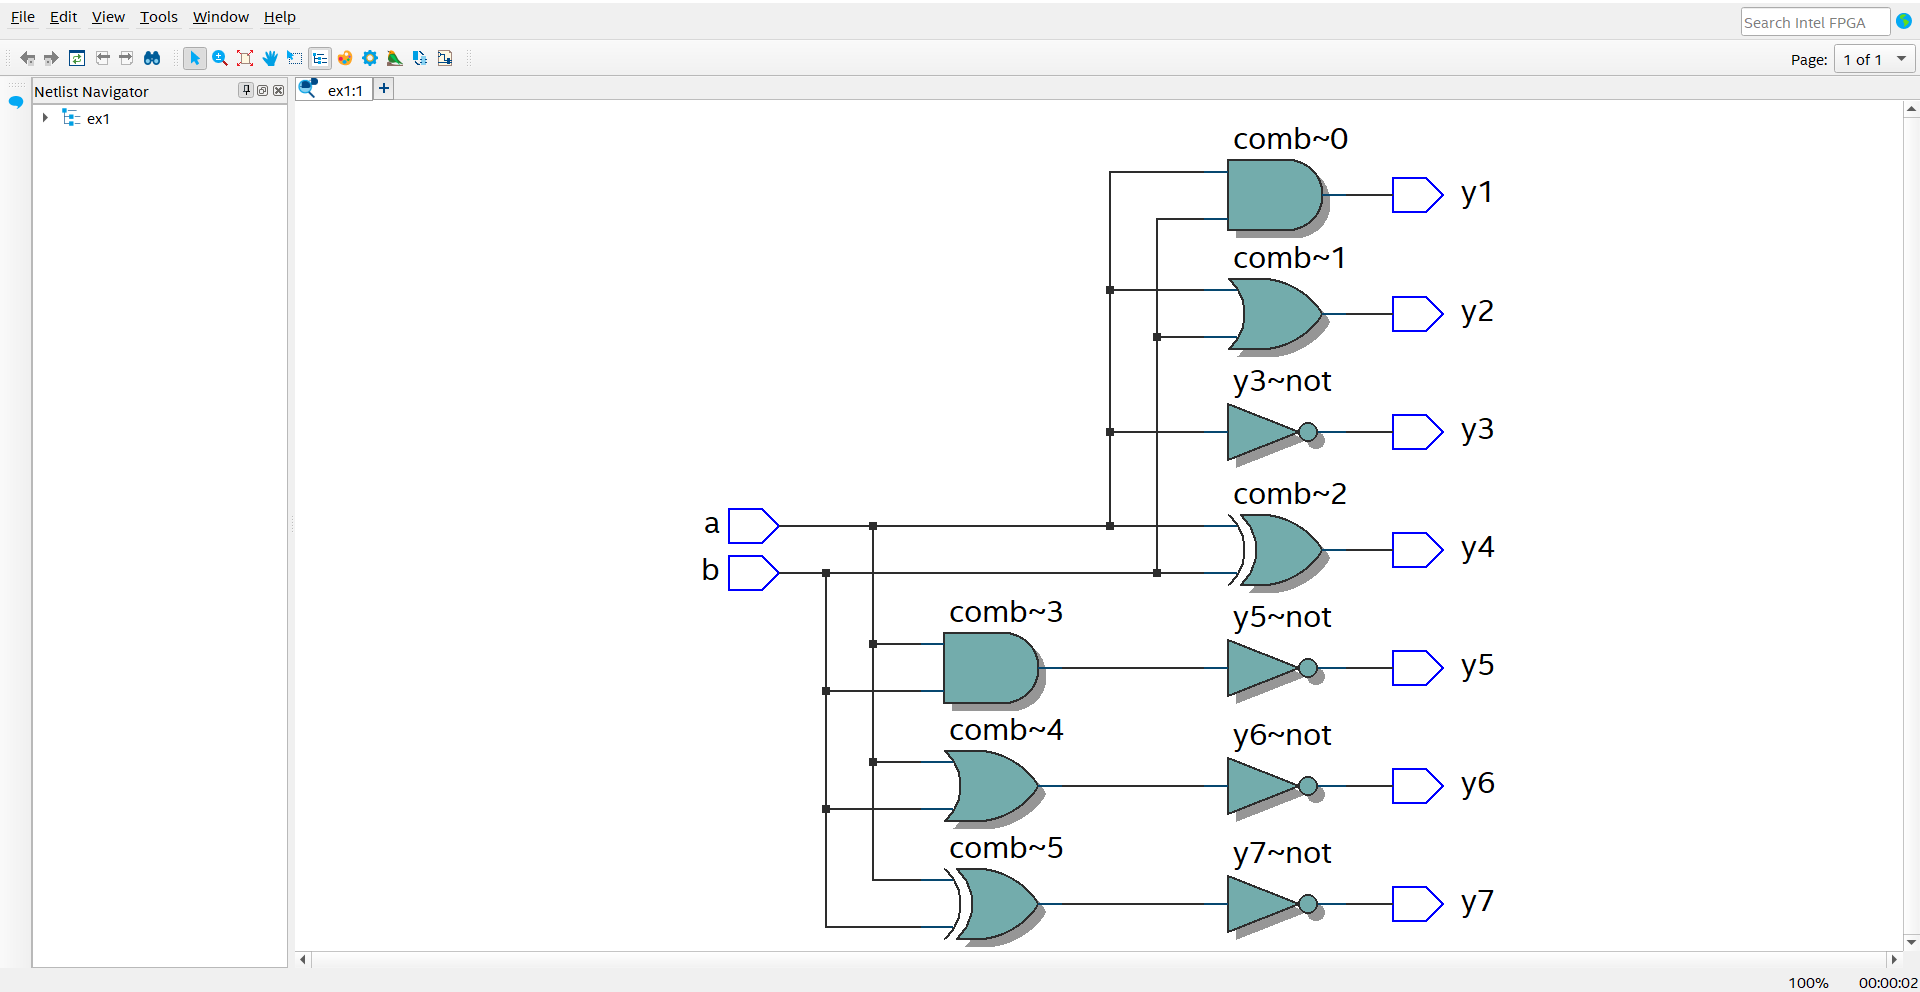 File Edit View Tools Window Help
Search Intel FPGA
Page: 1 of 1
Netlist Navigator
ex1:1
ex1
comb~0
y1
comb~1
y2
y3~not
y3
comb~2
a
y4
b
comb~3
y5~not
y5
comb~4
y6~not
y6
comb~5
y7~not
y7
100% 00:00:02